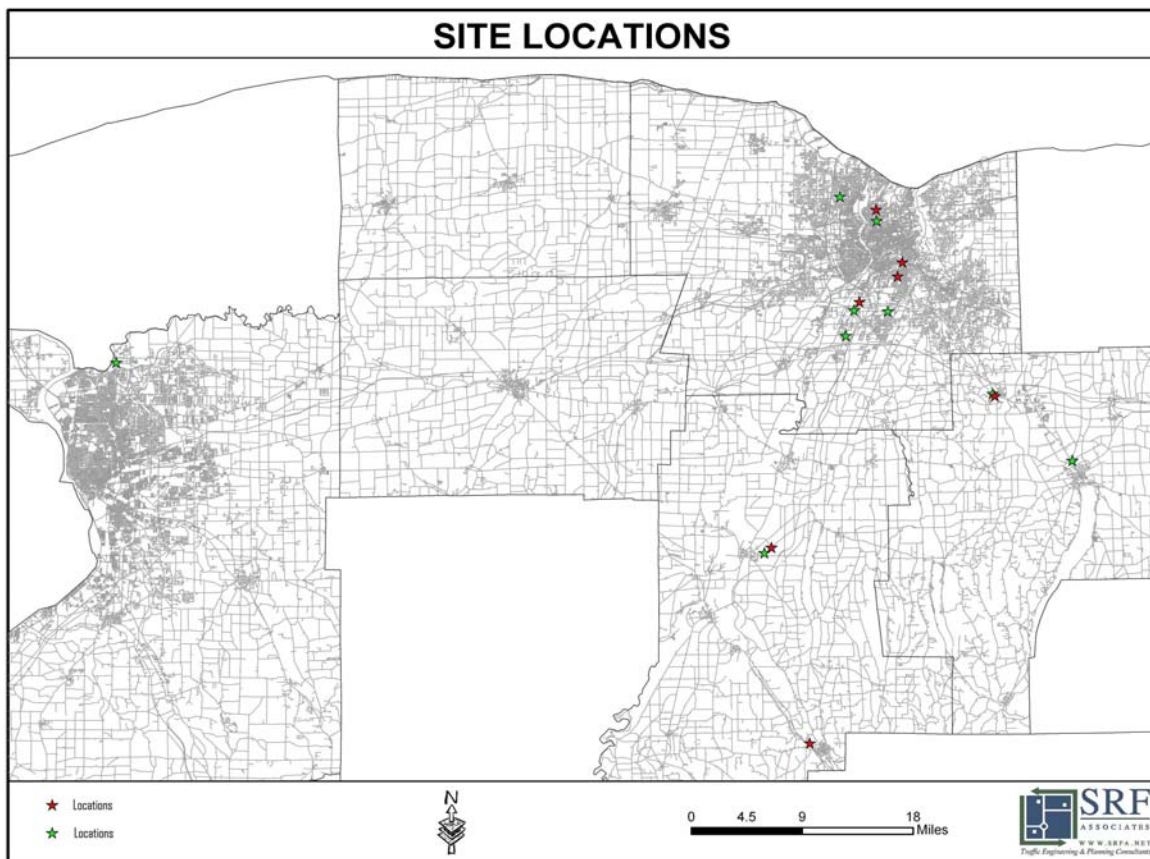 SITE LOCATIONS
Locations
Locations
N
0 4.5 9 18
Miles
SRF
ASSOCIATES
WWW.SRFA.NET
Traffic Engineering & Planning Consultants